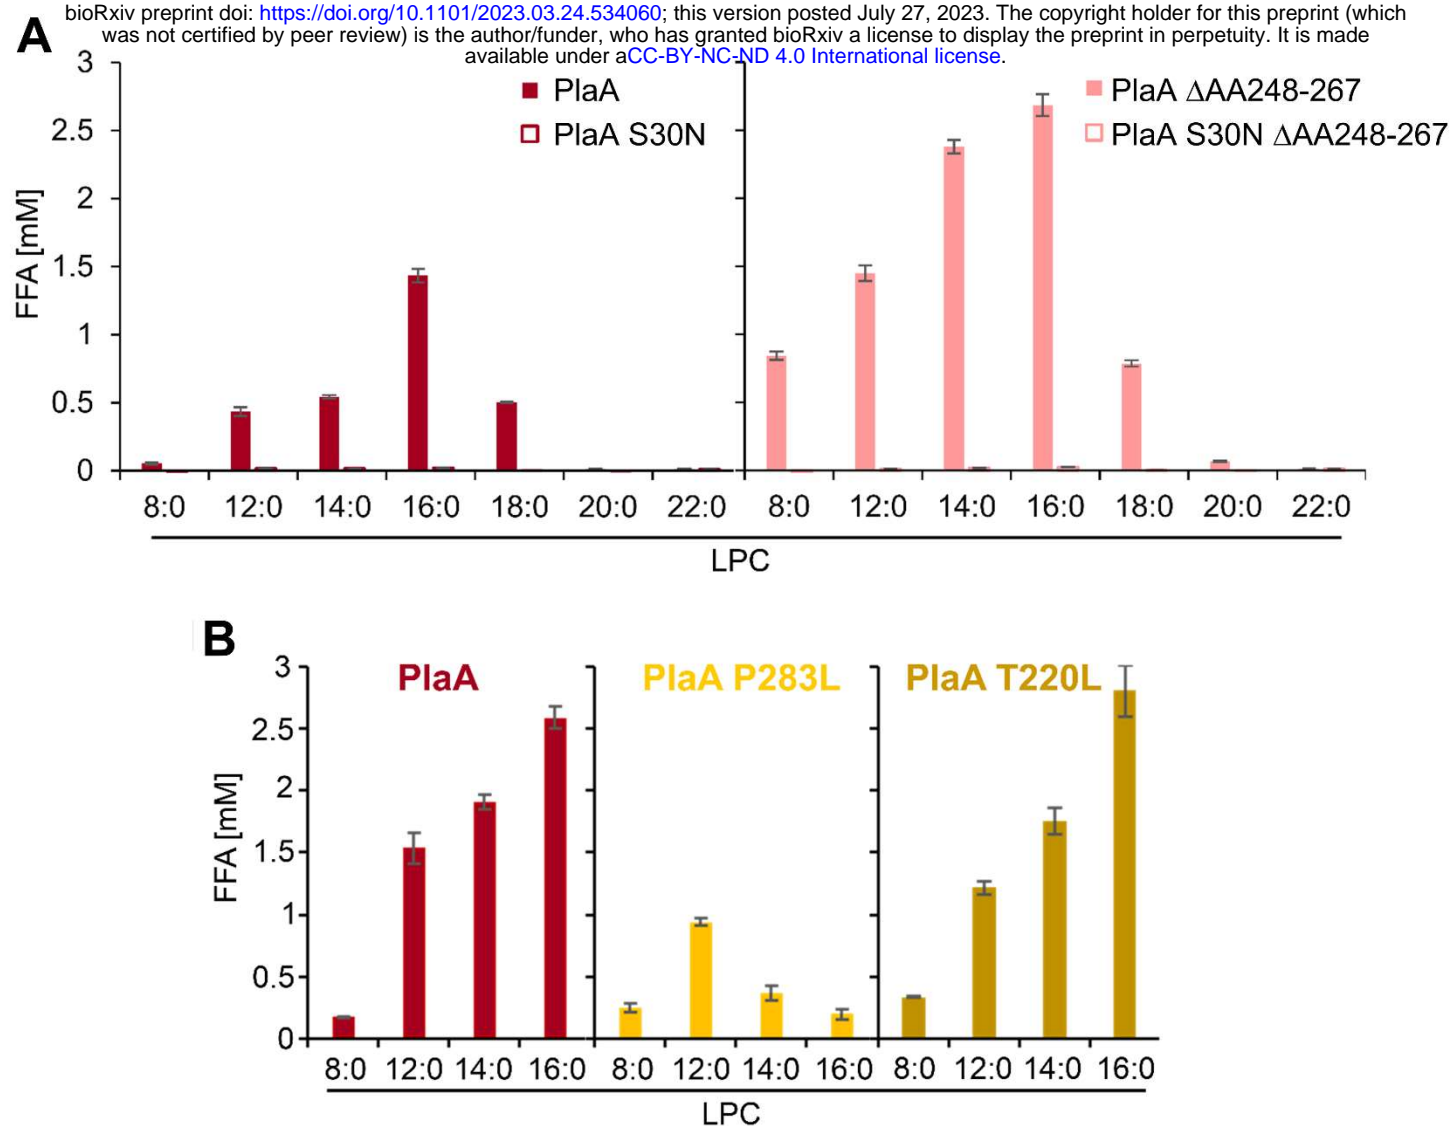 bioRxiv preprint doi: https://doi.org/10.1101/2023.03.24.534060; this version posted July 27, 2023. The copyright holder for this preprint (which
was not certified by peer review) is the author/funder, who has granted bioRxiv a license to display the preprint in perpetuity. It is made
available under aCC-BY-NC-ND 4.0 International license.
A
PlaA
PlaA S30N
PlaA ΔAA248-267
PlaA S30N ΔAA248-267
FFA [mM]
3
2.5
2
1.5
1
0.5
0
8:0 12:0 14:0 16:0 18:0 20:0 22:0 8:0 12:0 14:0 16:0 18:0 20:0 22:0
LPC
B
PlaA PlaA P283L PlaA T220L
FFA [mM]
3
2.5
2
1.5
1
0.5
0
8:0 12:0 14:0 16:0 8:0 12:0 14:0 16:0 8:0 12:0 14:0 16:0
LPC